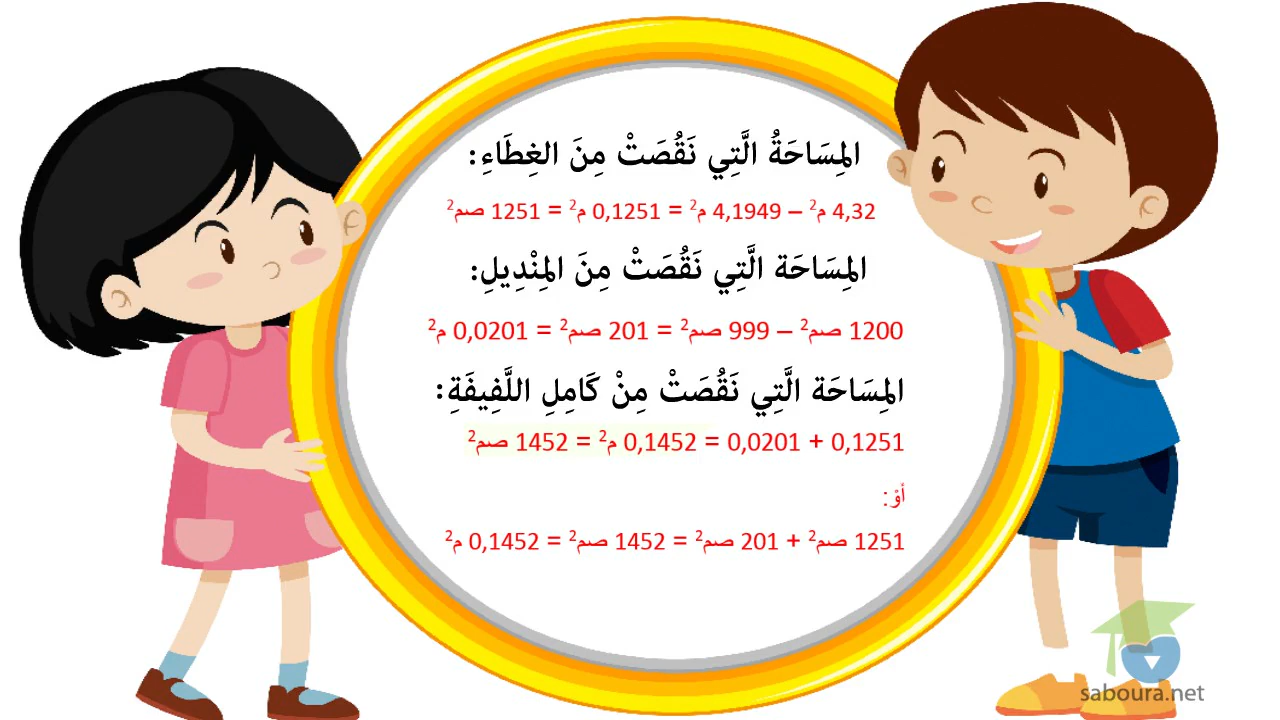 المِسَاحَةُ الَّتِي نَقُصَتْ مِنَ الغِطَاءِ:
4,32 م² – 4,1949 م² = 0,1251 م² = 1251 صم²
المِسَاحَة الَّتِي نَقُصَتْ مِنَ المِنْدِيلِ:
1200 صم² – 999 صم² = 201 صم² = 0,0201 م²
المِسَاحَة الَّتِي نَقُصَتْ مِنْ كَامِلِ اللَّفِيفَةِ:
0,1251 + 0,0201 = 0,1452 م² = 1452 صم²
أوْ:
1251 صم² + 201 صم² = 1452 صم² = 0,1452 م²
saboura.net